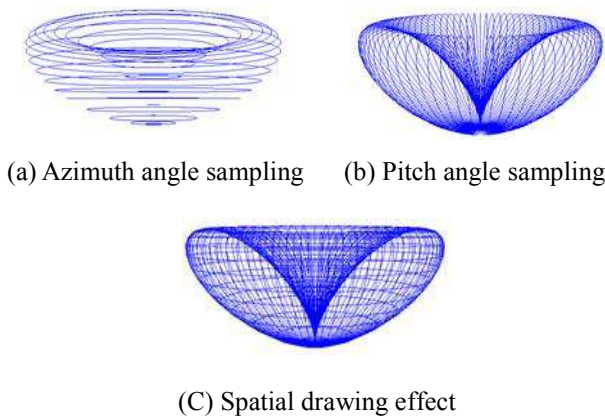 (a) Azimuth angle sampling
(b) Pitch angle sampling
(C) Spatial drawing effect